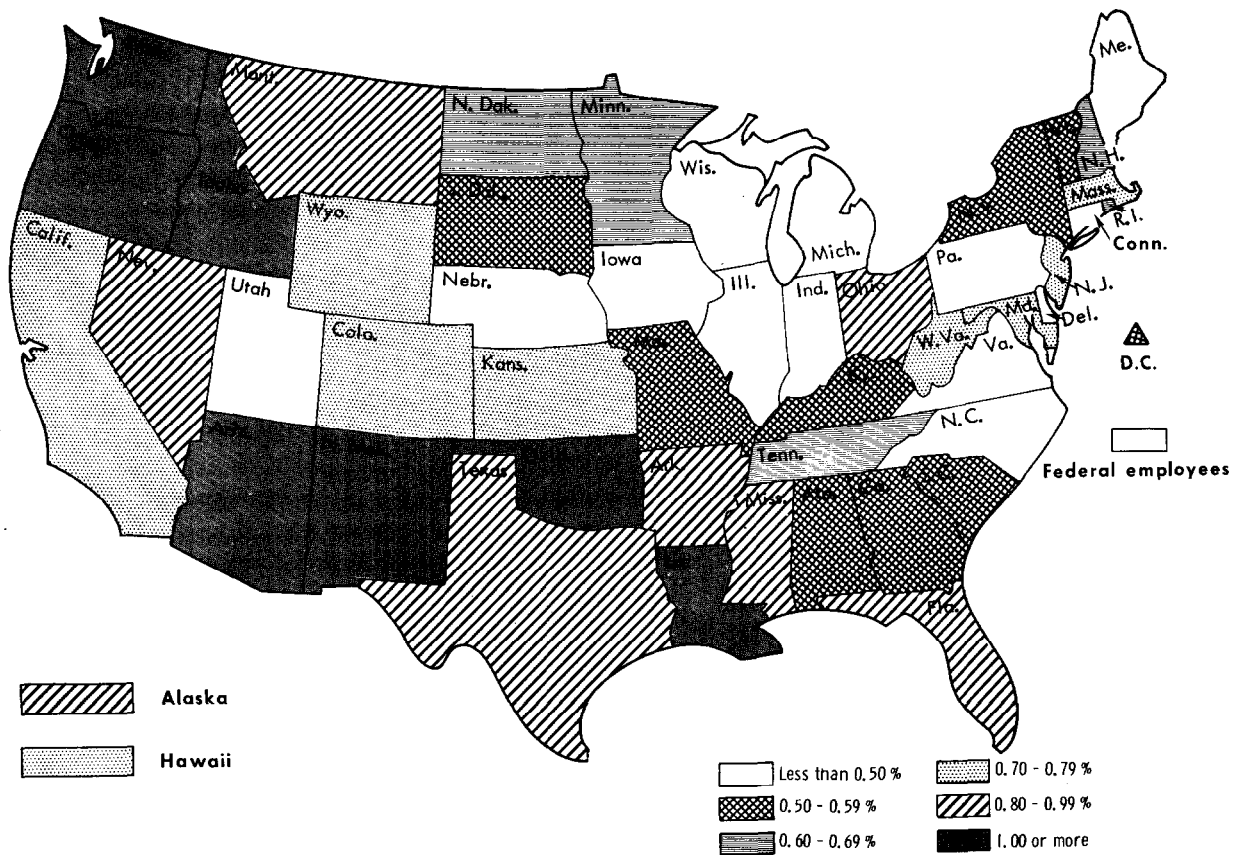 Me.
Mont.
N. Dak.
Minn.
Wis.
N.H.
Mass.
R.I.
Conn.
Wyo.
Calif.
Nev.
Utah
Nebr.
Iowa
Ill.
Ind.
Mich.
Ohio
Pa.
N.J.
Md.
Del.
W.Va.
Va.
D.C.
Colo.
Kans.
Mo.
N.C.
Tenn.
Federal employees
Texas
Ark.
Miss.
Fla.
Alaska
Hawaii
Less than 0.50 %
0.50 - 0.59 %
0.60 - 0.69 %
0.70 - 0.79 %
0.80 - 0.99 %
1.00 or more